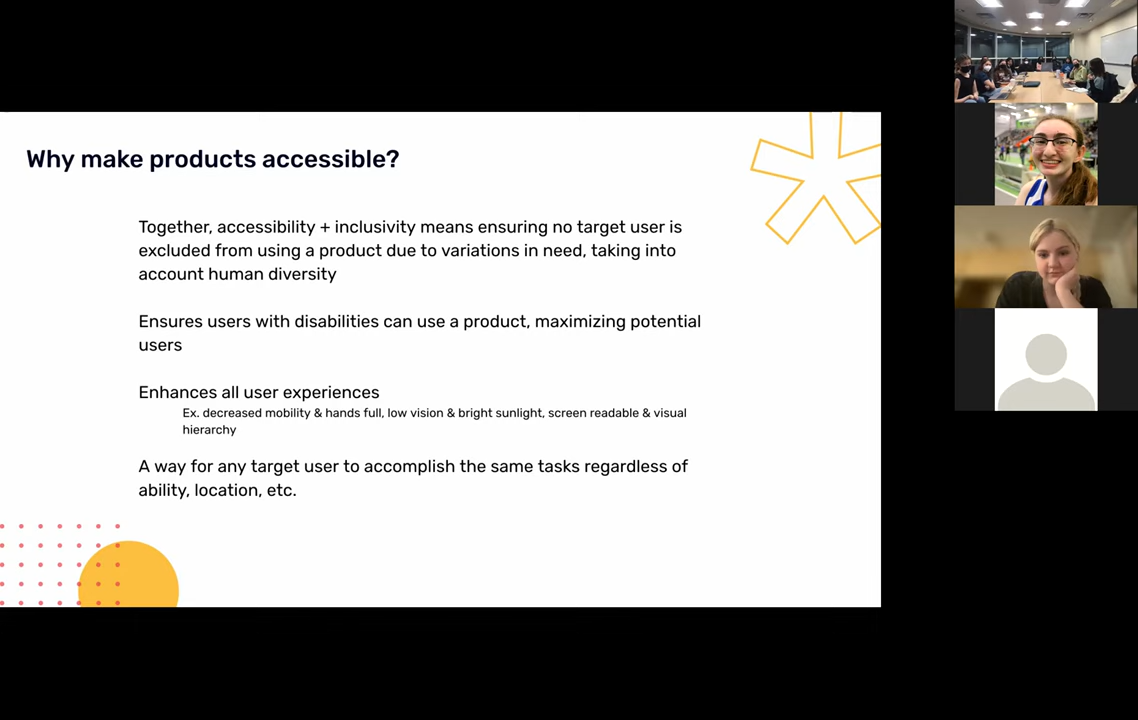 Why make products accessible?
Together, accessibility + inclusivity means ensuring no target user is
excluded from using a product due to variations in need, taking into
account human diversity
Ensures users with disabilities can use a product, maximizing potential
users
Enhances all user experiences
Ex. decreased mobility & hands full, low vision & bright sunlight, screen readable & visual
hierarchy
A way for any target user to accomplish the same tasks regardless of
ability, location, etc.